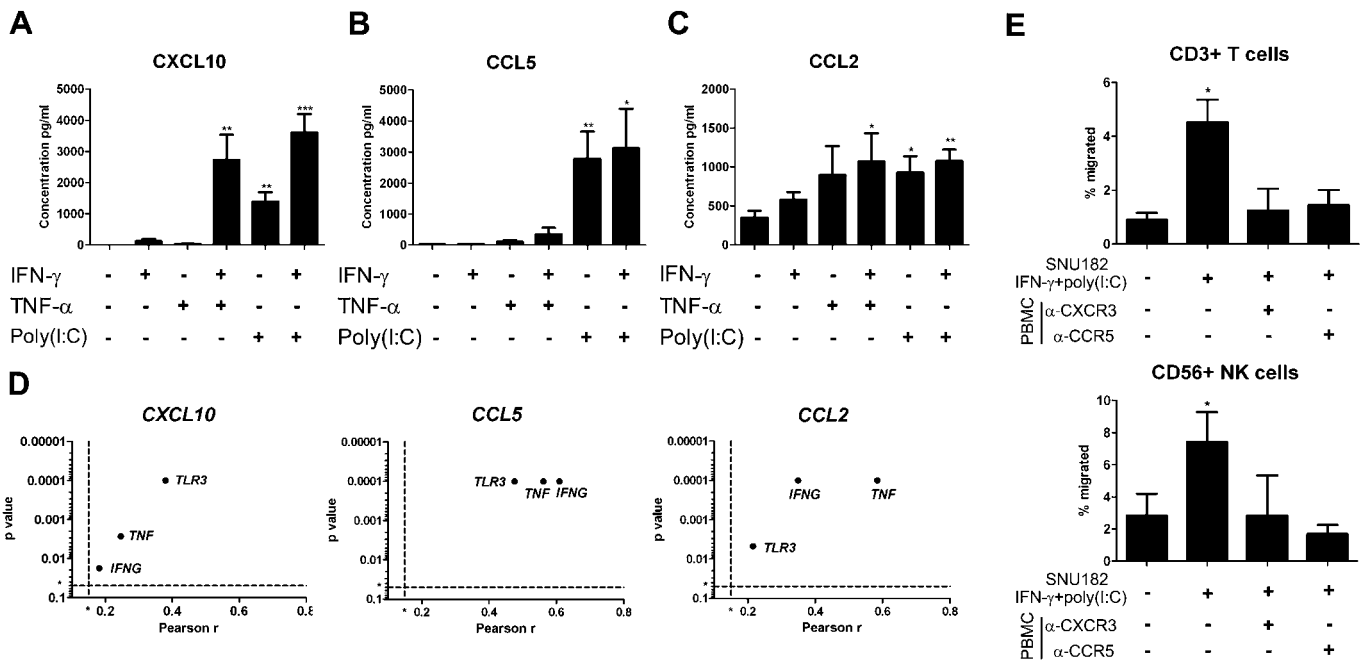 A
CXCL10
Concentration pg/ml
5000
4000
3000
2000
1000
0
** ** ***
IFN-γ - + - + - +
TNF-α - - + + - -
Poly(I:C) - - - - + +
B
CCL5
Concentration pg/ml
5000
4000
3000
2000
1000
0
** *
IFN-γ - + - + - +
TNF-α - - + + - -
Poly(I:C) - - - - + +
C
CCL2
Concentration pg/ml
2000
1500
1000
500
0
* * **
IFN-γ - + - + - +
TNF-α - - + + - -
Poly(I:C) - - - - + +
D
CXCL10
p value
0.00001
0.0001
0.001
0.01
*
0.1
TLR3
TNF
IFNG
* 0.2 0.4 0.6 0.8
Pearson r
CCL5
p value
0.00001
0.0001
0.001
0.01
*
0.1
TLR3
TNF IFNG
* 0.2 0.4 0.6 0.8
Pearson r
CCL2
p value
0.00001
0.0001
0.001
0.01
*
0.1
IFNG TNF
TLR3
* 0.2 0.4 0.6 0.8
Pearson r
E
CD3+ T cells
% migrated
6
4
2
0
*
SNU182
IFN-γ+poly(I:C) - + + +
PBMC
α-CXCR3 - - + -
α-CCR5 - - - +
CD56+ NK cells
% migrated
10
8
6
4
2
0
*
SNU182
IFN-γ+poly(I:C) - + + +
PBMC
α-CXCR3 - - + -
α-CCR5 - - - +